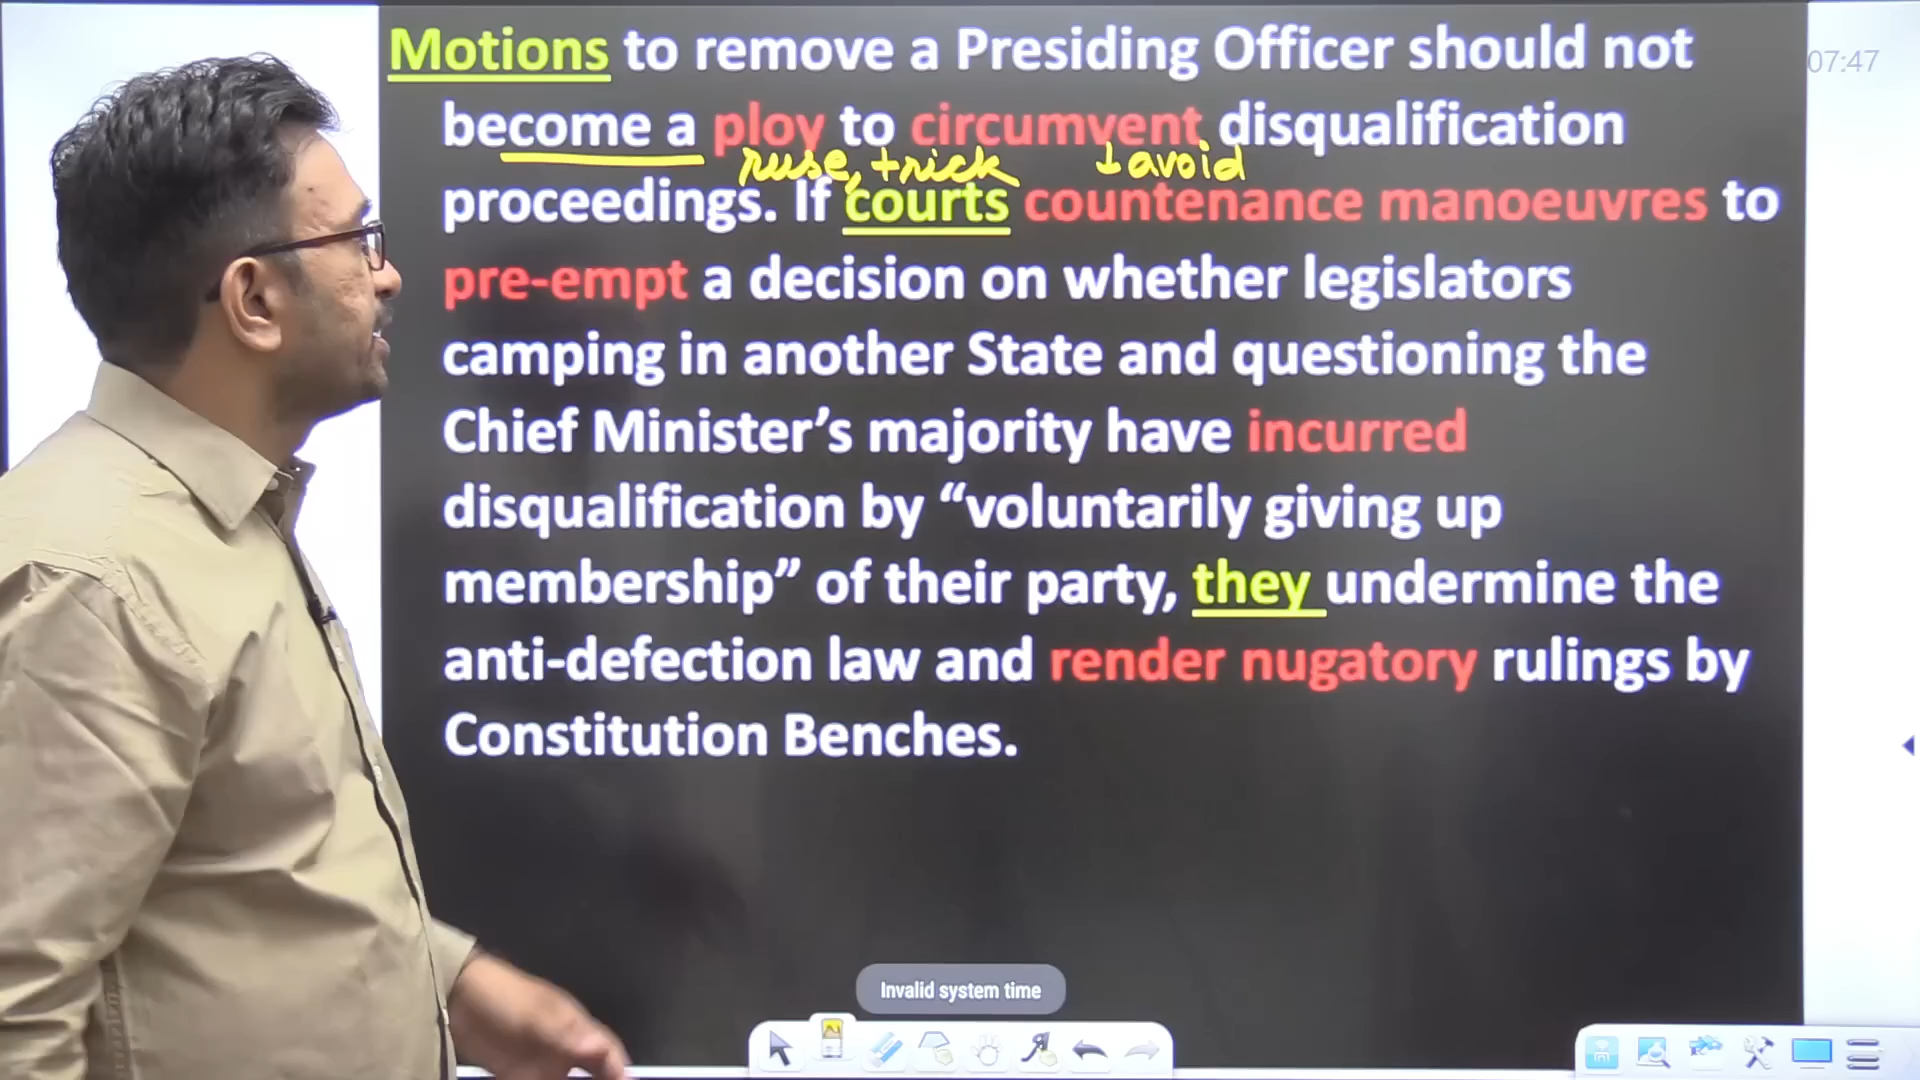 Motions to remove a Presiding Officer should not
07:47
become a ploy to circumvent disqualification
ruse, trick ↓ avoid
proceedings. If courts countenance manoeuvres to
pre-empt a decision on whether legislators
camping in another State and questioning the
Chief Minister’s majority have incurred
disqualification by “voluntarily giving up
membership” of their party, they undermine the
anti-defection law and render nugatory rulings by
Constitution Benches.
Invalid system time